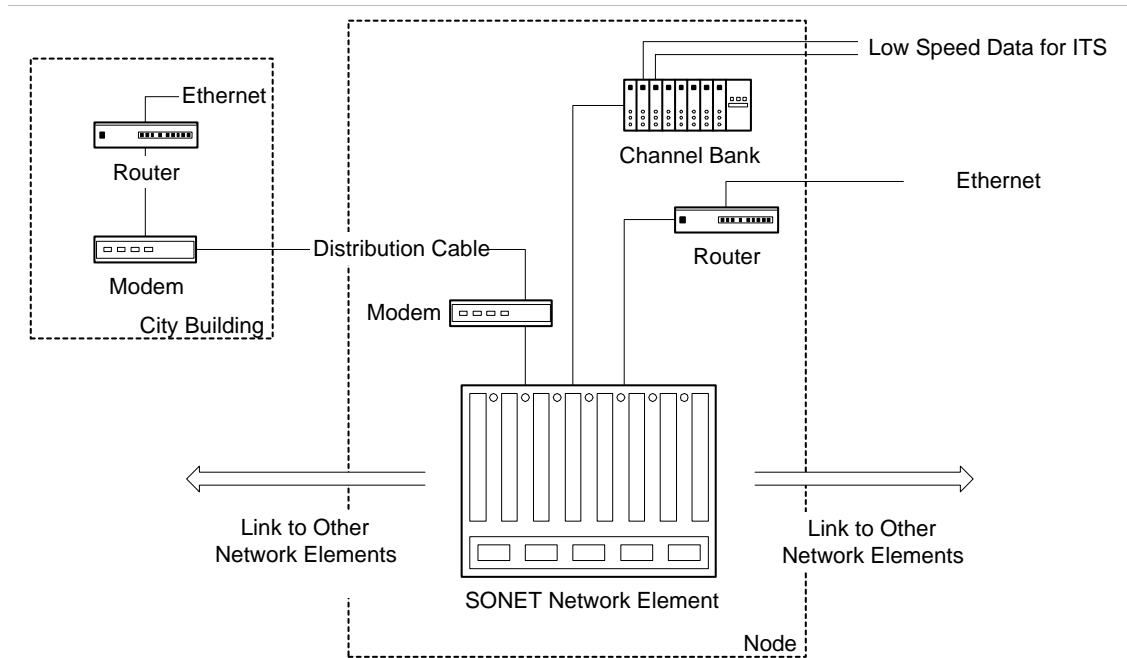 Low Speed Data for ITS
Ethernet
Router
Modem
City Building
Distribution Cable
Channel Bank
Ethernet
Router
Modem
Link to Other
Network Elements
Link to Other
Network Elements
SONET Network Element
Node